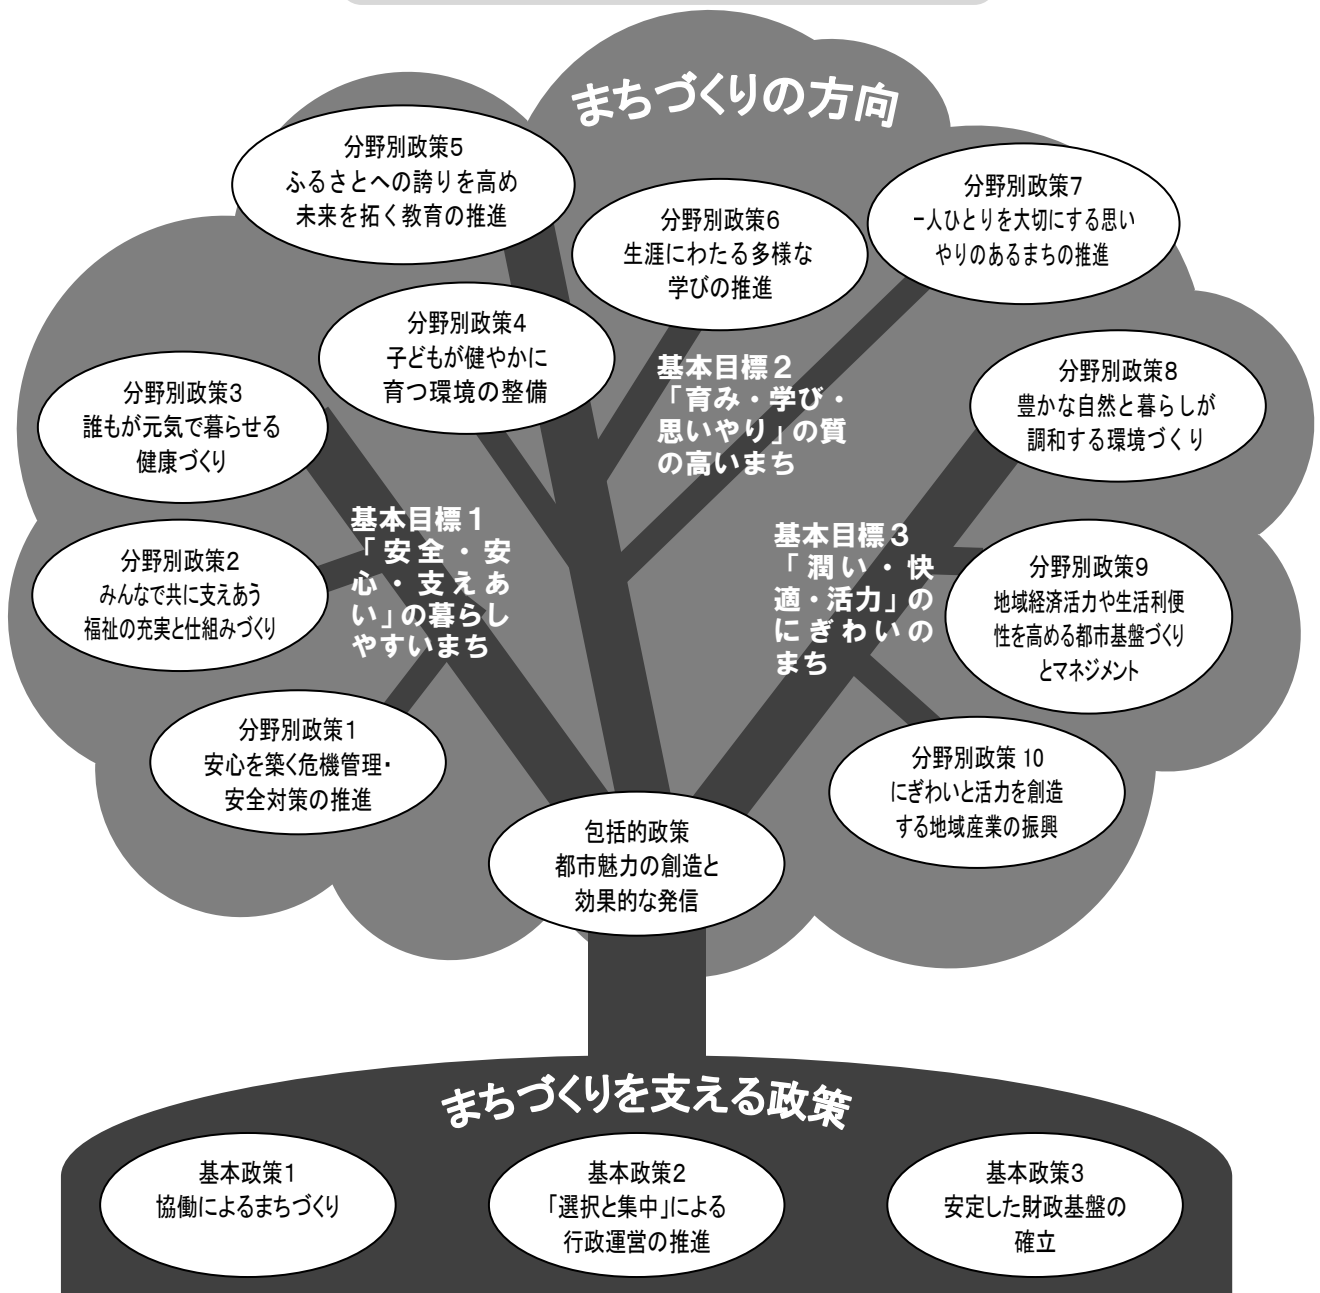 まちづくりの方向
分野別政策5
ふるさとへの誇りを高め
未来を拓く教育の推進
分野別政策6
生涯にわたる多様な
学びの推進
分野別政策7
一人ひとりを大切にする思い
やりのあるまちの推進
分野別政策4
子どもが健やかに
育つ環境の整備
基本目標２
「育み・学び・
思いやり」の質
の高いまち
分野別政策8
豊かな自然と暮らしが
調和する環境づくり
分野別政策3
誰もが元気で暮らせる
健康づくり
基本目標１
「安全・安
心・支えあ
い」の暮らし
やすいまち
基本目標３
「潤い・快
適・活力」の
にぎわいの
まち
分野別政策2
みんなで共に支えあう
福祉の充実と仕組みづくり
分野別政策9
地域経済活力や生活利便
性を高める都市基盤づくり
とマネジメント
分野別政策1
安心を築く危機管理・
安全対策の推進
分野別政策 10
にぎわいと活力を創造
する地域産業の振興
包括的政策
都市魅力の創造と
効果的な発信
まちづくりを支える政策
基本政策1
協働によるまちづくり
基本政策2
「選択と集中」による
行政運営の推進
基本政策3
安定した財政基盤の
確立